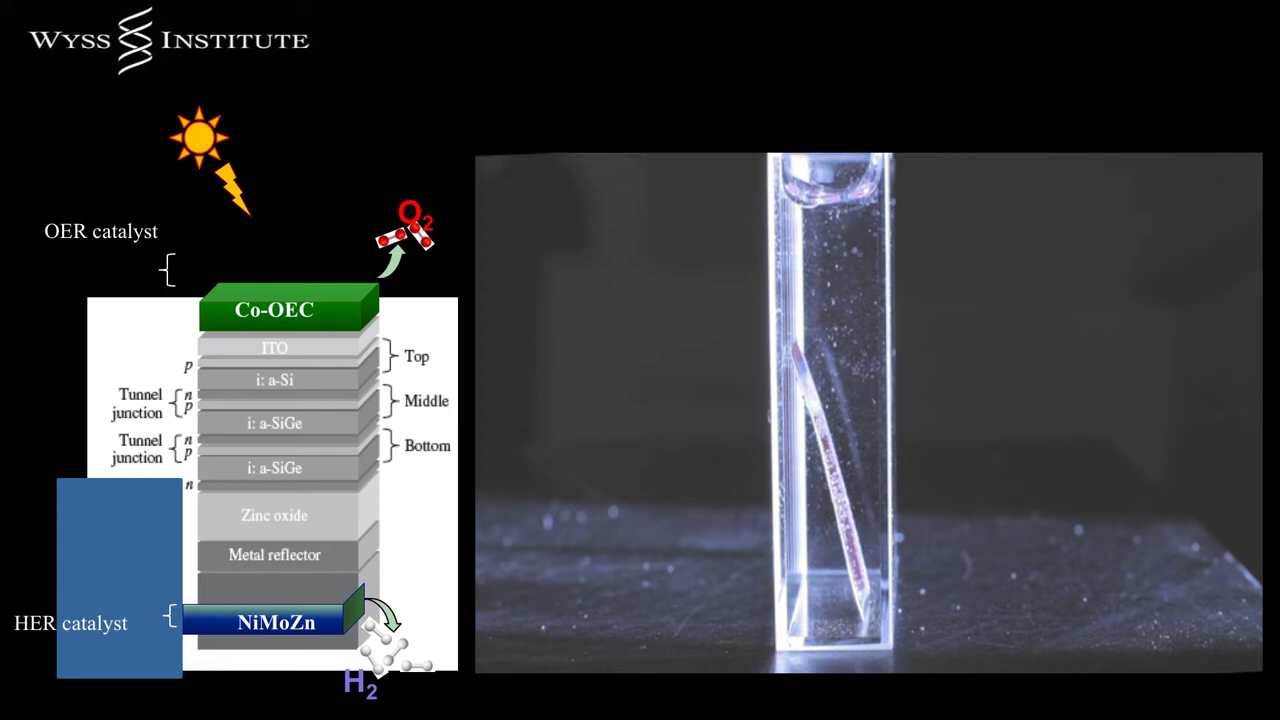 WYSS INSTITUTE
OER catalyst
O2
Co-OEC
ITO
Top
p
i: a-Si
Tunnel
junction
n
p
Middle
i: a-SiGe
Tunnel
junction
n
p
Bottom
i: a-SiGe
n
Zinc oxide
Metal reflector
HER catalyst
NiMoZn
H2